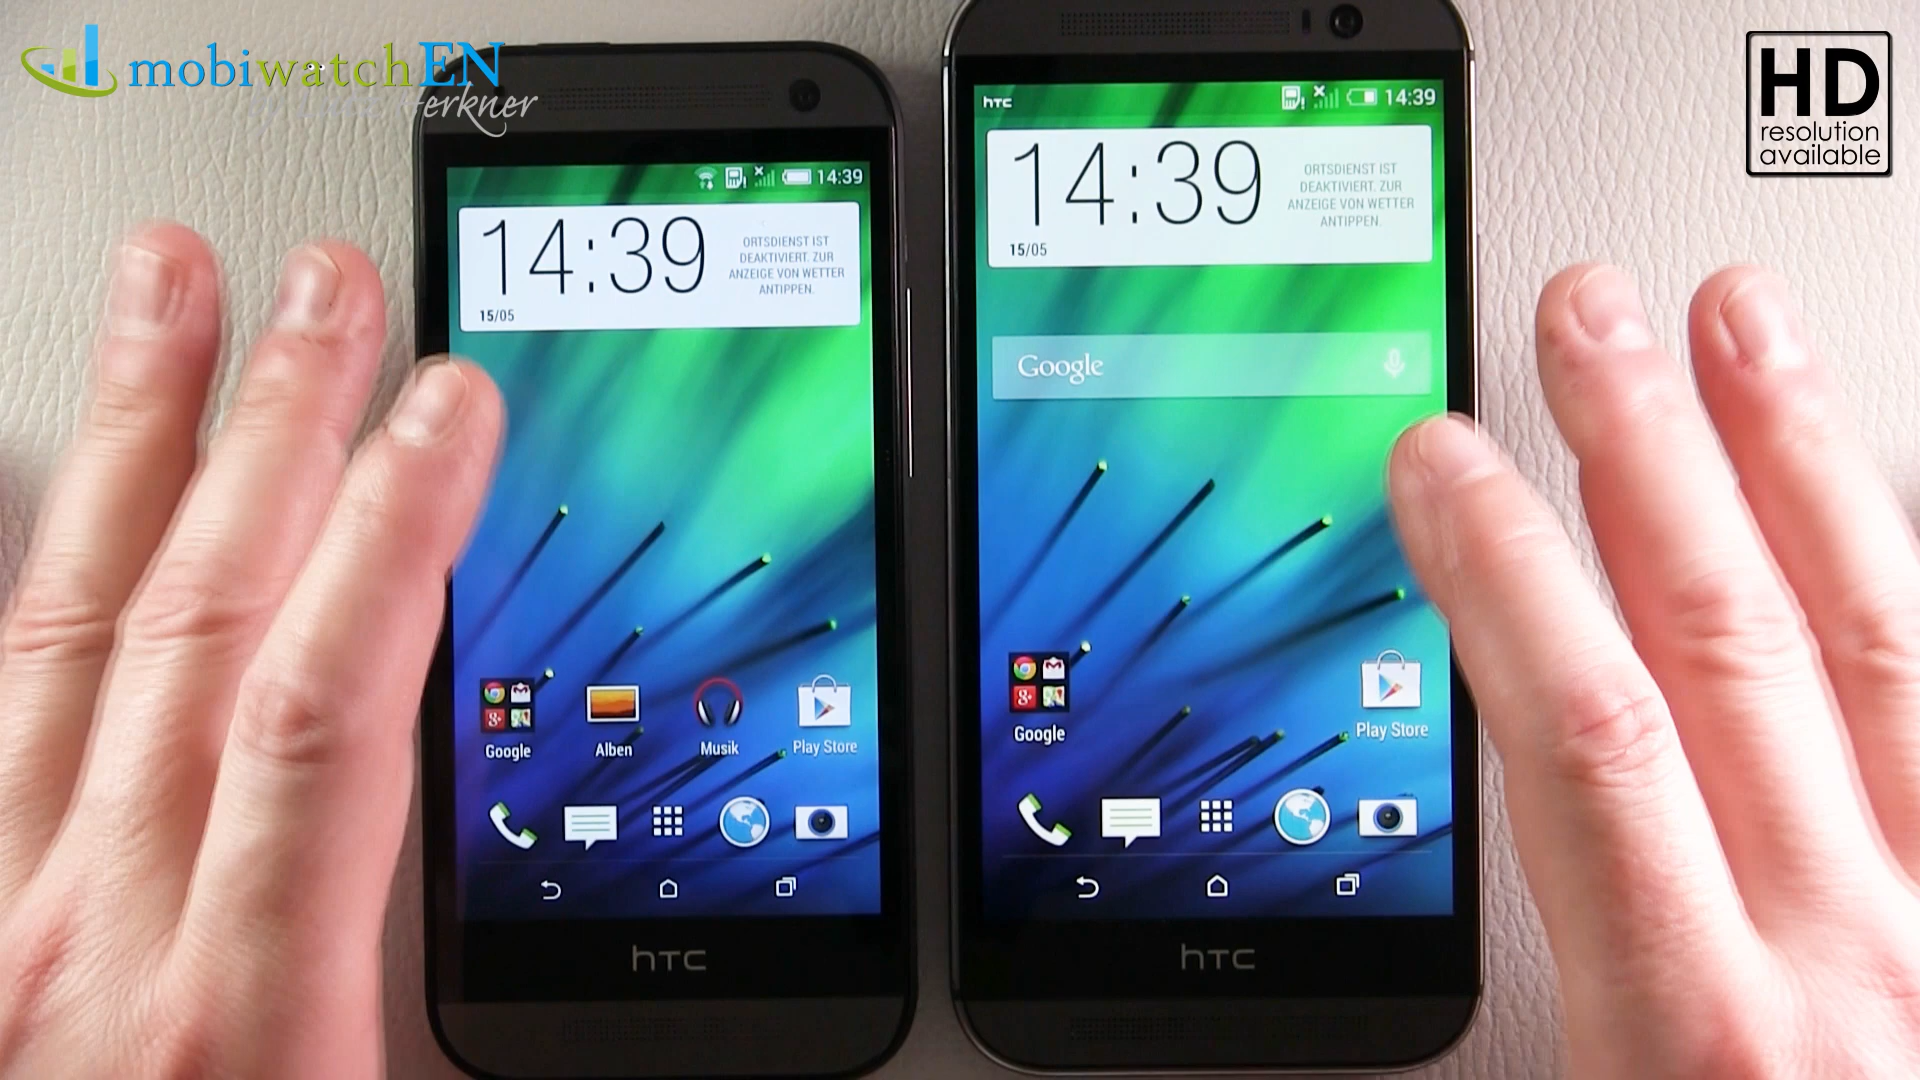 mobiwatchEN
Herkner
HD
resolution
available
14:39
14:39
ORTSDIENST IST
DEAKTIVIERT. ZUR
ANZEIGE VON WETTER
ANTIPPEN.
15/05
Google
Alben
Musik
Play Store
hTC
hTC
14:39
14:39
ORTSDIENST IST
DEAKTIVIERT. ZUR
ANZEIGE VON WETTER
ANTIPPEN.
15/05
Google
Google
Play Store
hTC